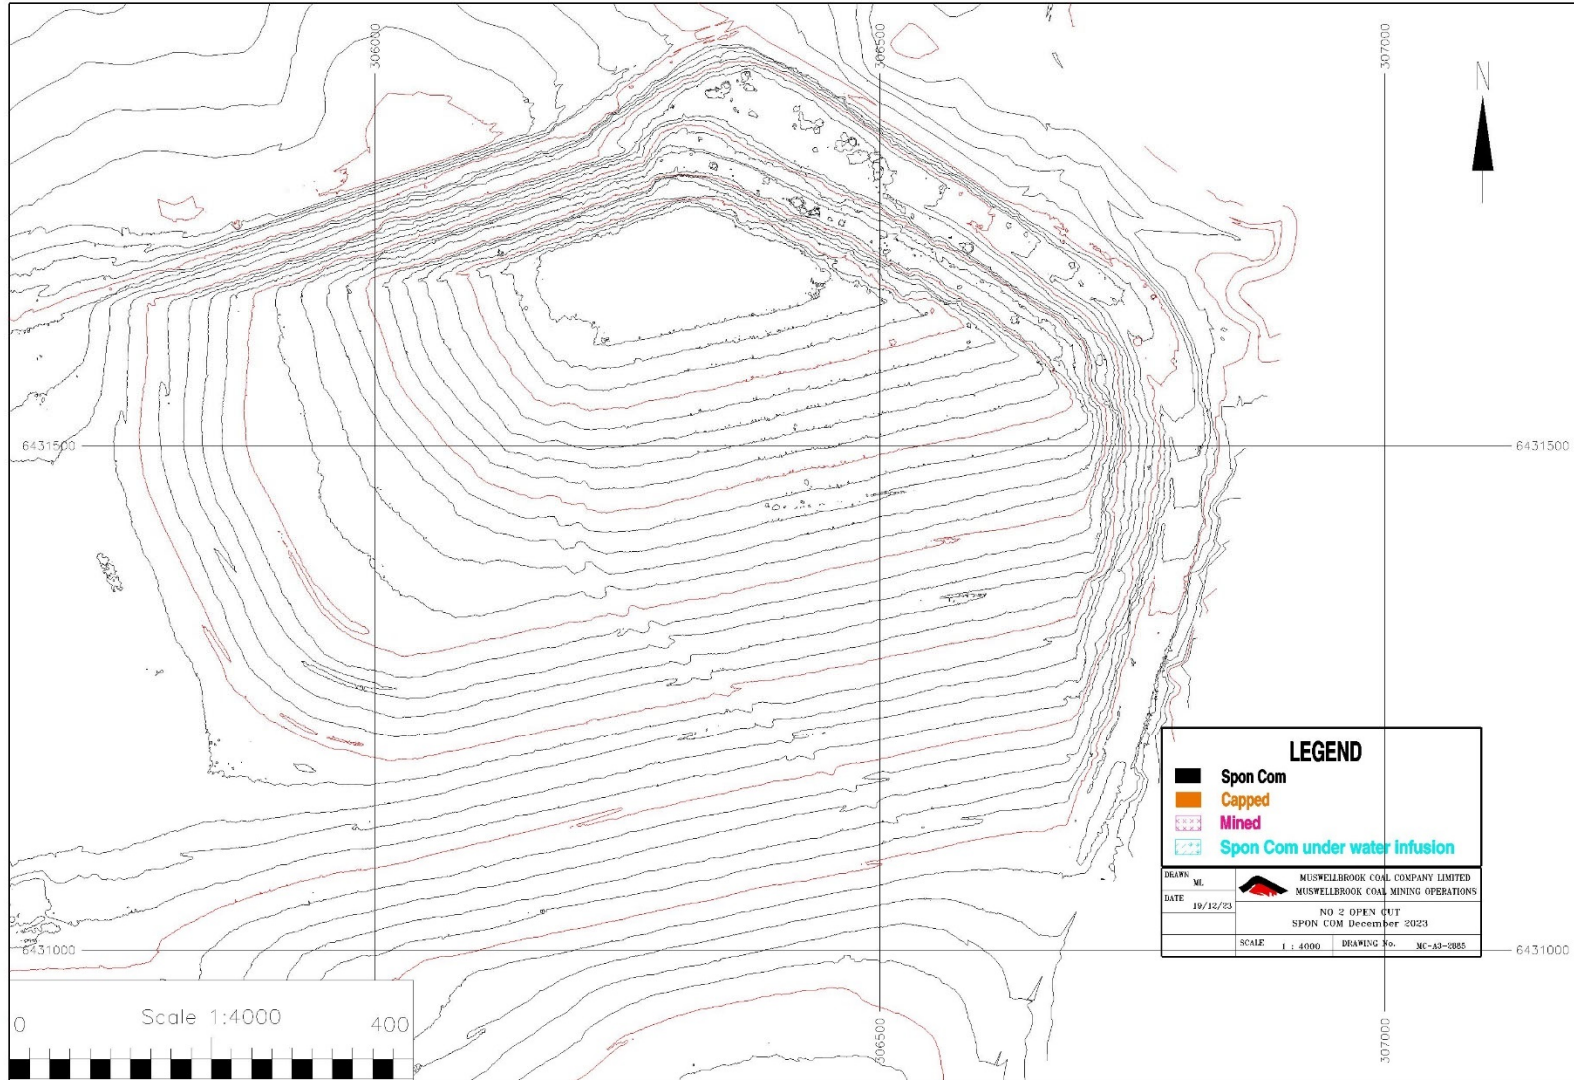 306000
306500
307000
N
6431500
6431500
LEGEND
Spon Com
Capped
Mined
Spon Com under water infusion
DRAWN
ML
DATE
19/12/23
MUSWELLBROOK COAL COMPANY LIMITED
MUSWELLBROOK COAL MINING OPERATIONS
NO 2 OPEN CUT
SPON COM December 2023
SCALE 1 : 4000 DRAWING No. MC-A3-2885
6431000
6431000
0 Scale 1:4000 400
306500
307000